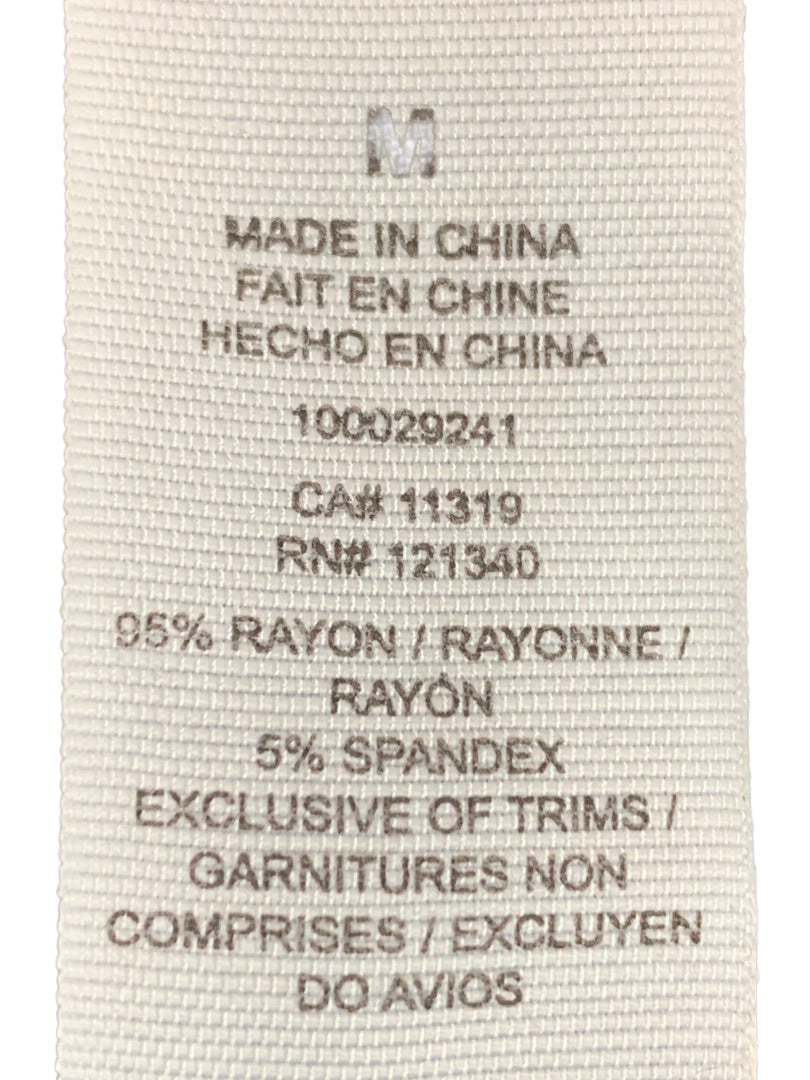 M
MADE IN CHINA
FAIT EN CHINE
HECHO EN CHINA
100029241
CA# 11319
RN# 121340
95% RAYON / RAYONNE /
RAYÓN
5% SPANDEX
EXCLUSIVE OF TRIMS /
GARNITURES NON
COMPRISES / EXCLUYEN
DO AVIOS